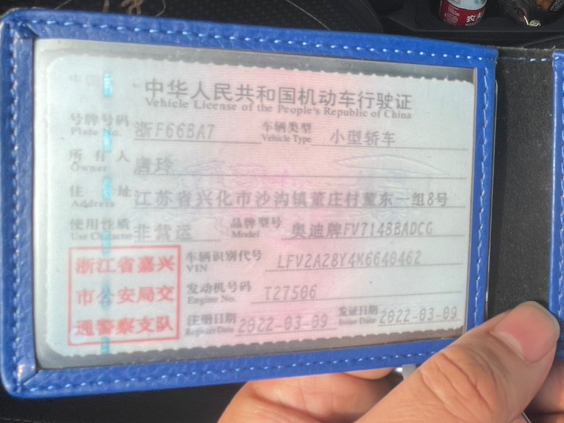 中华人民共和国机动车行驶证
Vehicle License of the People's Republic of China
号牌号码 浙F66BA7 车辆类型 小型轿车
Plate No. Vehicle Type
所有人 唐玲
Owner
住址 江苏省兴化市沙沟镇董庄村董东一组8号
Address
使用性质 非营运 品牌型号 奥迪牌FV7148BADCG
Use Character Model
浙江省嘉兴
市公安局交
通警察支队
车辆识别代号
VIN LFV2A28Y4K6640462
发动机号码
Engine No. T27506
注册日期 2022-03-09 发证日期 2022-03-09
Register Date Issue Date